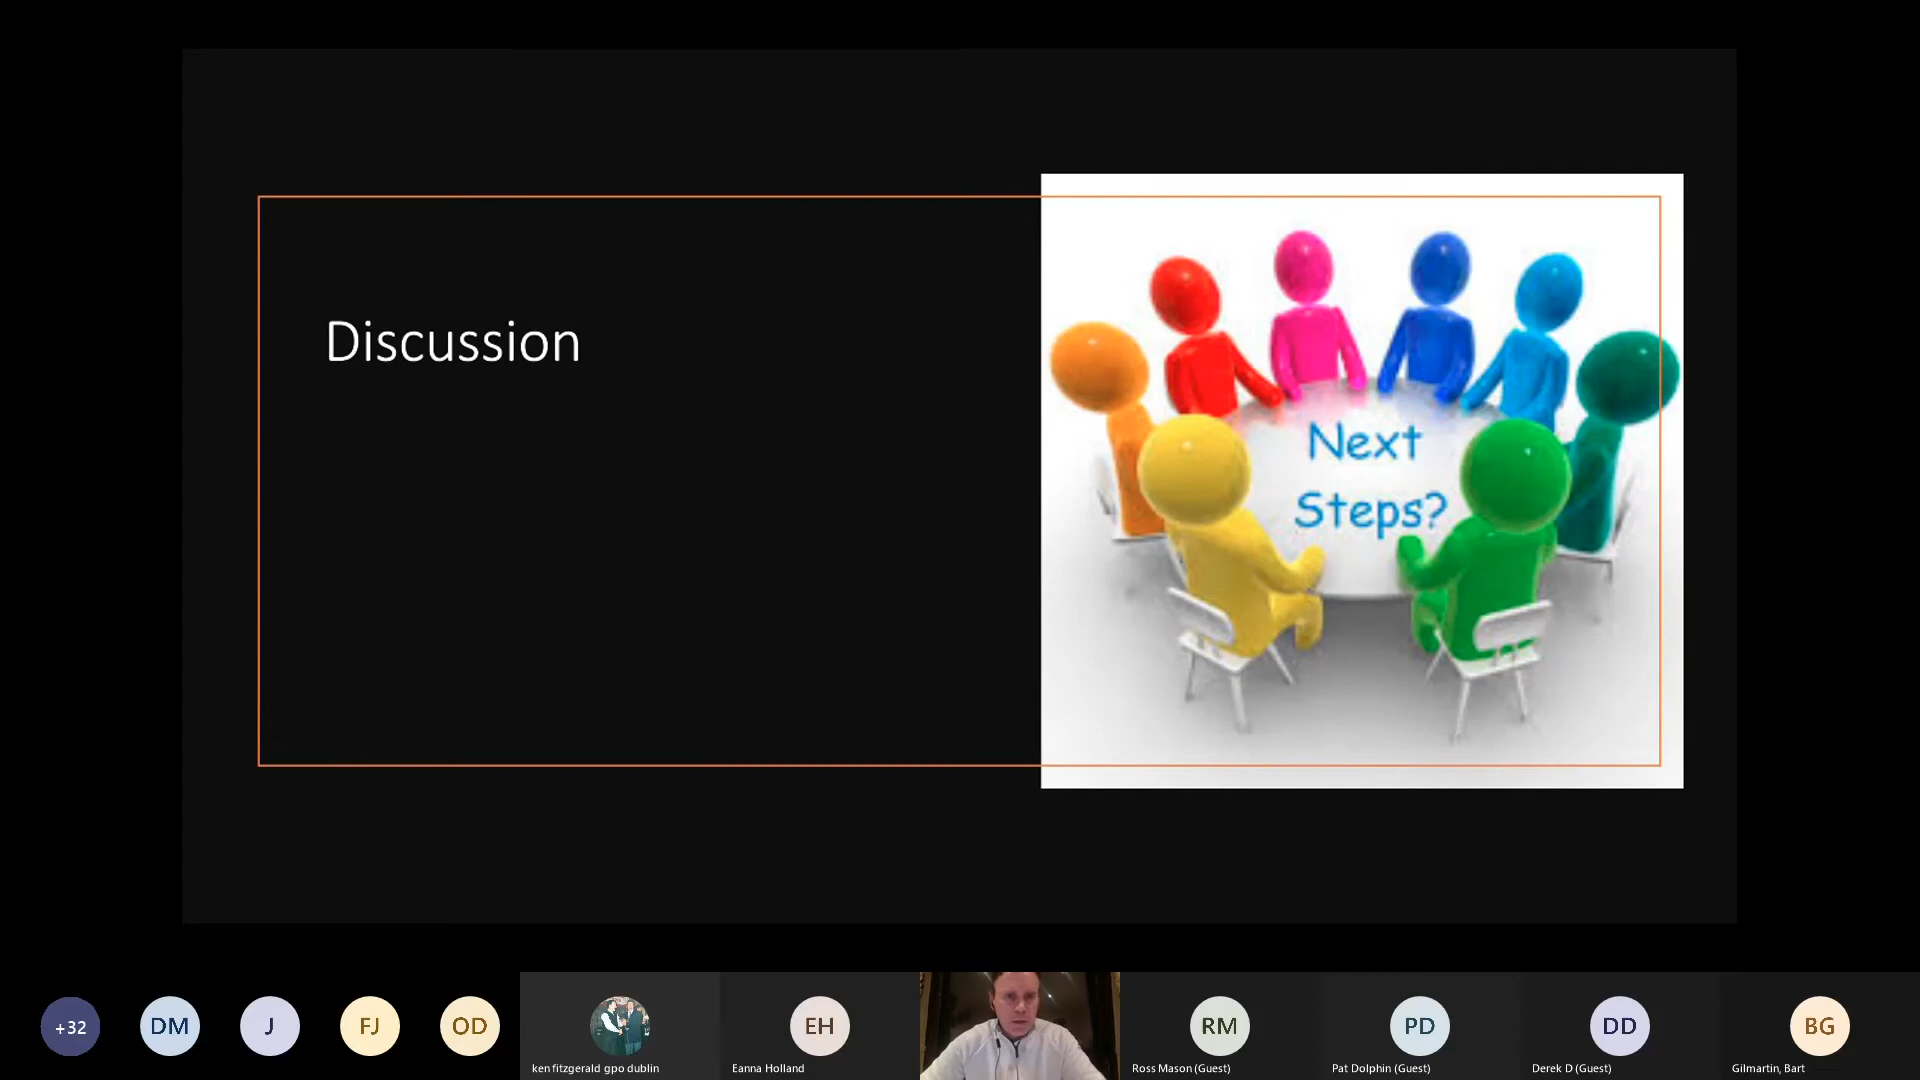 Discussion
Next
Steps?
+32
DM
J
FJ
OD
EH
RM
PD
DD
BG
ken fitzgerald gpo dublin
Eanna Holland
Ross Mason (Guest)
Pat Dolphin (Guest)
Derek D (Guest)
Gilmartin, Bart